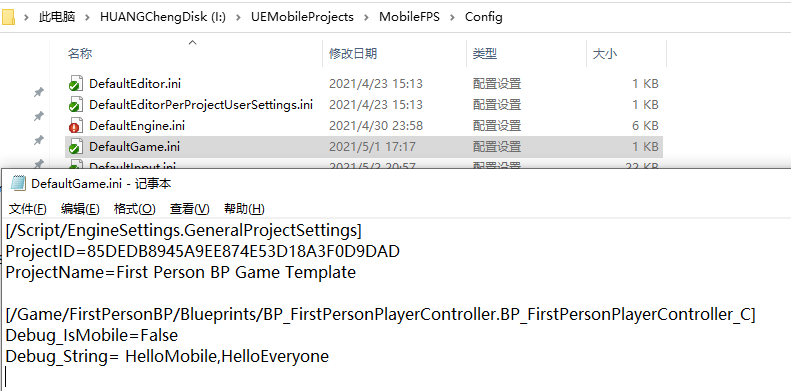 此电脑 > HUANGChengDisk (I:) > UEMobileProjects > MobileFPS > Config
名称 修改日期 类型 大小
DefaultEditor.ini 2021/4/23 15:13 配置设置 1 KB
DefaultEditorPerProjectUserSettings.ini 2021/4/23 15:13 配置设置 1 KB
DefaultEngine.ini 2021/4/30 23:58 配置设置 6 KB
DefaultGame.ini 2021/5/1 17:17 配置设置 1 KB
DefaultInput.ini 2021/5/2 20:57 配置设置 22 KB
DefaultGame.ini - 记事本
文件(F) 编辑(E) 格式(O) 查看(V) 帮助(H)
[/Script/EngineSettings.GeneralProjectSettings]
ProjectID=85DEDB8945A9EE874E53D18A3F0D9DAD
ProjectName=First Person BP Game Template
[/Game/FirstPersonBP/Blueprints/BP_FirstPersonPlayerController.BP_FirstPersonPlayerController_C]
Debug_IsMobile=False
Debug_String= HelloMobile,HelloEveryone